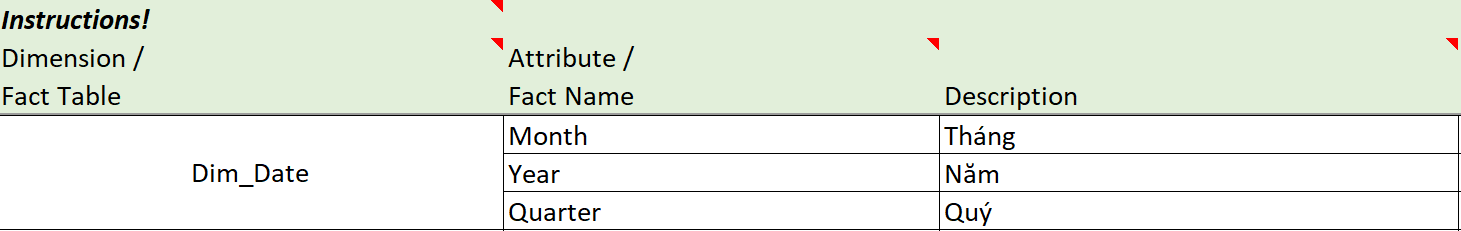 Instructions!
Dimension /
Fact Table
Attribute /
Fact Name
Description
Dim_Date
Month
Tháng
Year
Năm
Quarter
Quý